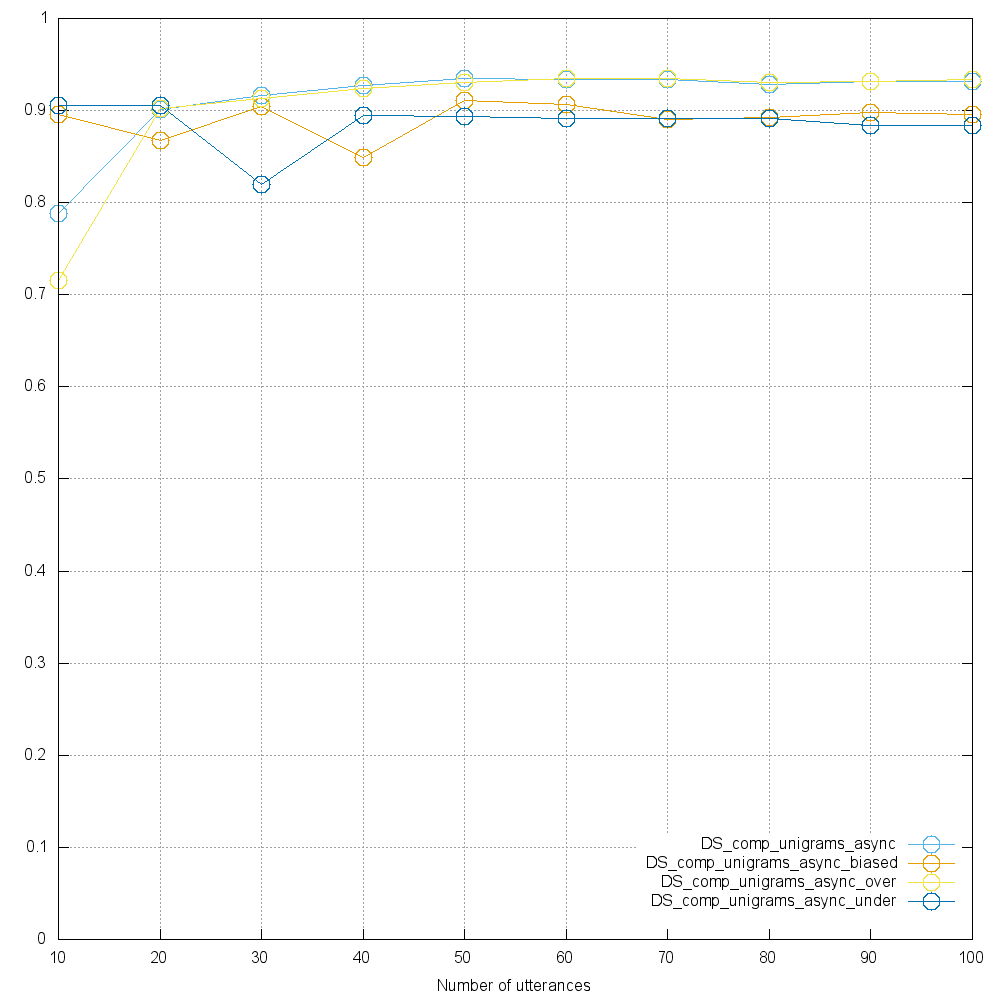 1
0.9
0.8
0.7
0.6
0.5
0.4
0.3
0.2
0.1
0
DS_comp_unigrams_async
DS_comp_unigrams_async_biased
DS_comp_unigrams_async_over
DS_comp_unigrams_async_under
10 20 30 40 50 60 70 80 90 100
Number of utterances